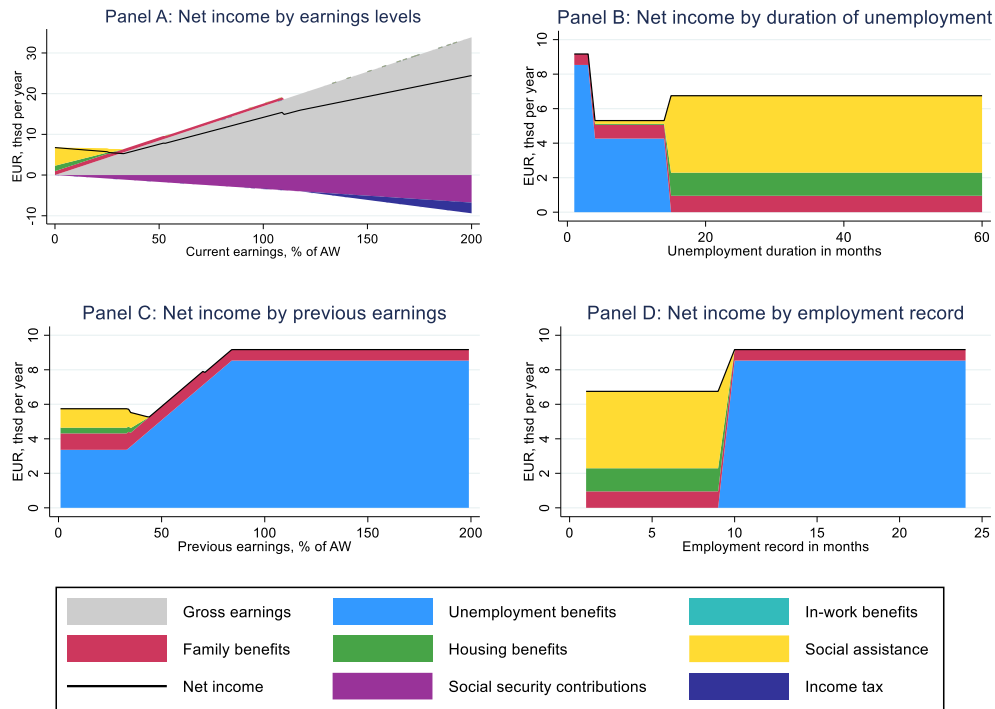 Panel A: Net income by earnings levels
EUR, thsd per year
-10 0 10 20 30
0 50 100 150 200
Current earnings, % of AW
Panel B: Net income by duration of unemployment
EUR, thsd per year
0 2 4 6 8 10
0 20 40 60
Unemployment duration in months
Panel C: Net income by previous earnings
EUR, thsd per year
0 2 4 6 8 10
0 50 100 150 200
Previous earnings, % of AW
Panel D: Net income by employment record
EUR, thsd per year
0 2 4 6 8 10
0 5 10 15 20 25
Employment record in months
Gross earnings Unemployment benefits In-work benefits
Family benefits Housing benefits Social assistance
Net income Social security contributions Income tax